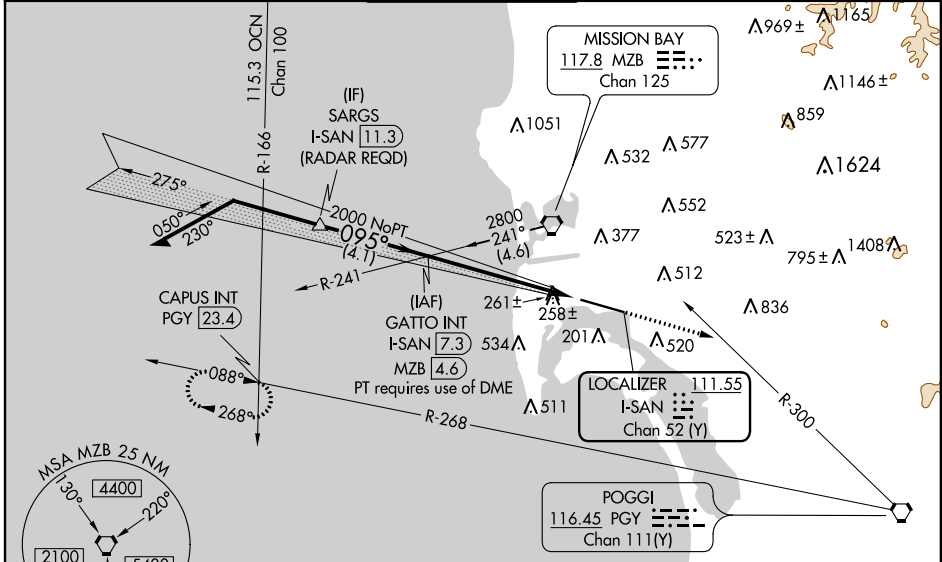 115.3 OCN
Chan 100
R-166
(IF)
SARGS
I-SAN 11.3
(RADAR REQD)
MISSION BAY
117.8 MZB
Chan 125
969±
1165
1146±
859
1051
577
532
1624
552
377
523±
795±
1408
512
836
275°
050°
230°
2000 NoPT
095°
(4.1)
2800
241°
(4.6)
R-241
(IAF)
GATTO INT
I-SAN 7.3
MZB 4.6
PT requires use of DME
261±
258±
534
201
520
511
CAPUS INT
PGY 23.4
088°
268°
R-268
LOCALIZER 111.55
I-SAN
Chan 52 (Y)
R-300
POGGI
116.45 PGY
Chan 111(Y)
MSA MZB 25 NM
130°
4400
220°
2100